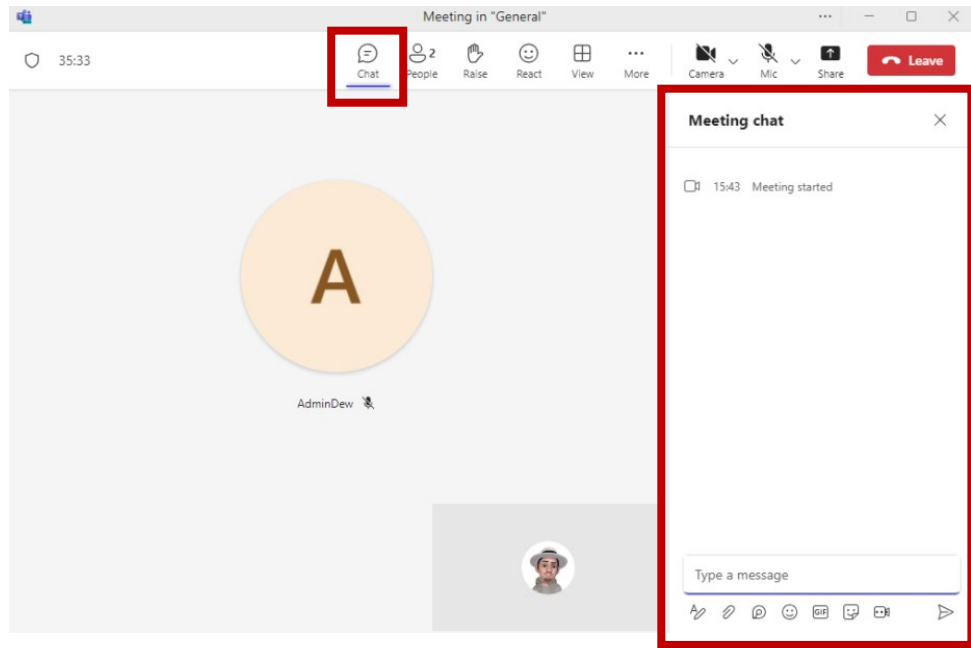 Meeting in "General"
35:33
Chat
2
People
Raise
React
View
More
Camera
Mic
Share
Leave
Meeting chat
15:43 Meeting started
A
AdminDew
Type a message
GIF